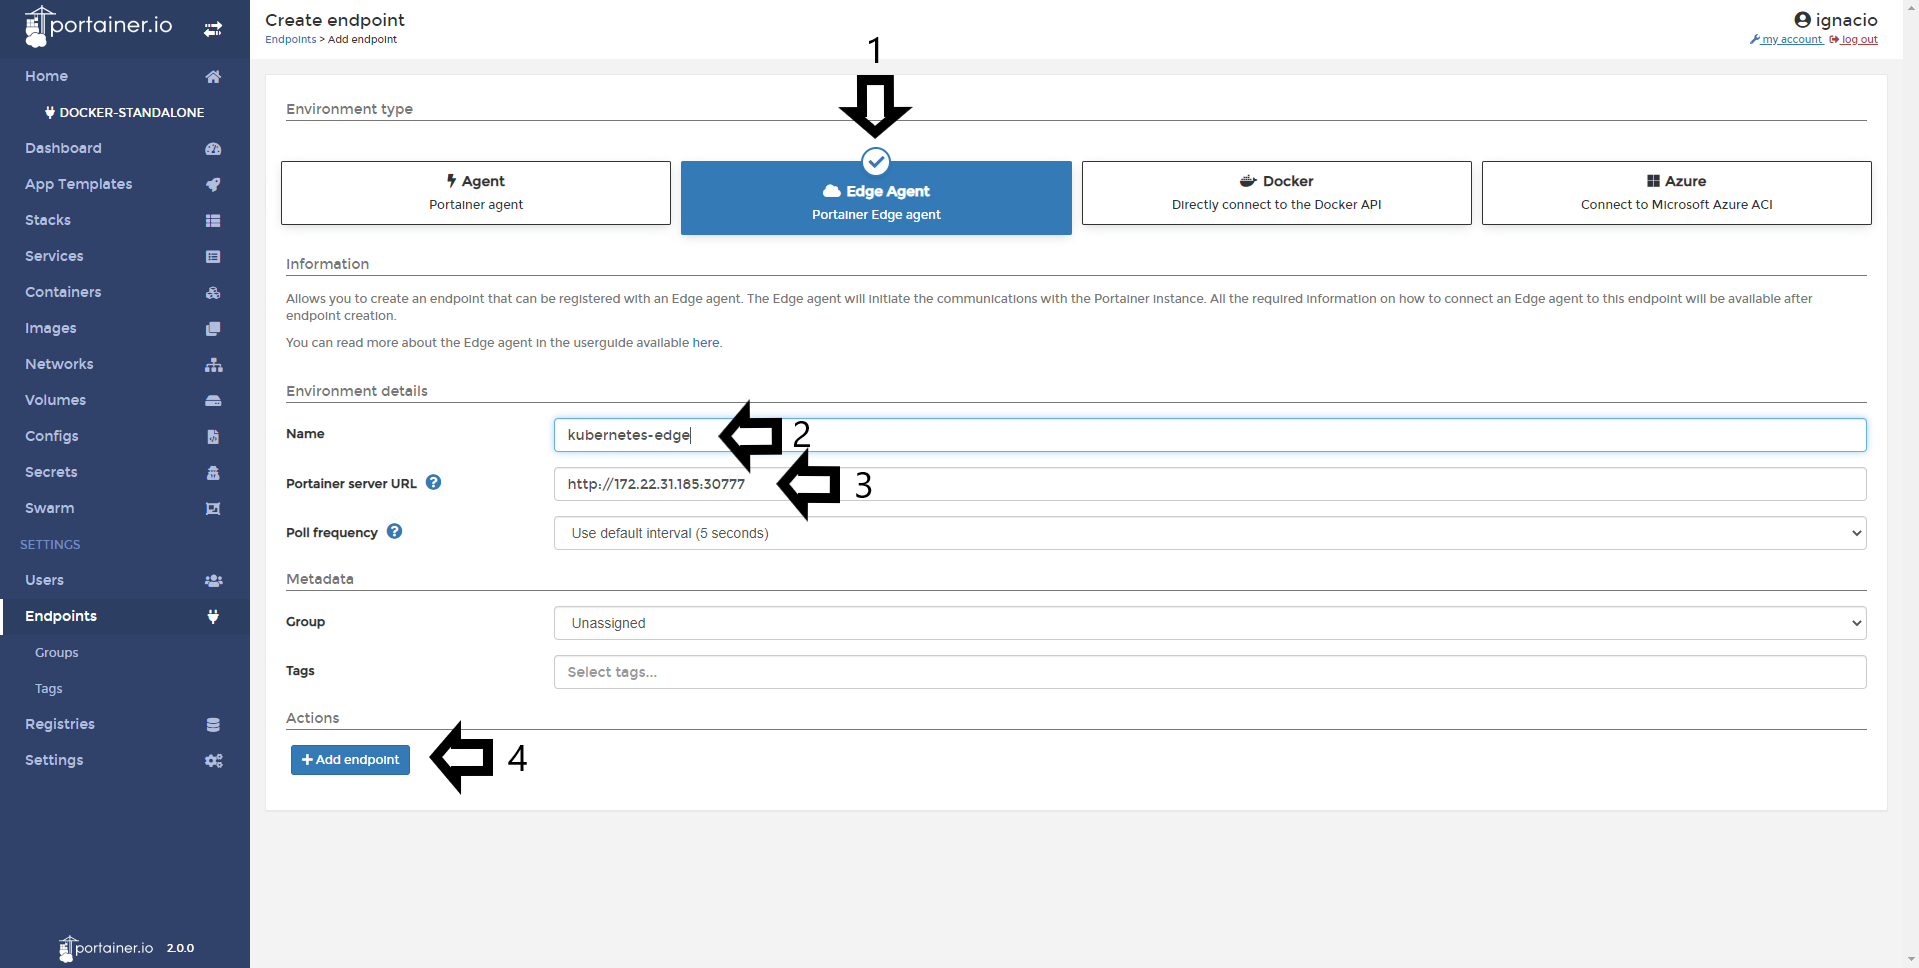 portainer.io
Home
DOCKER-STANDALONE
Dashboard
App Templates
Stacks
Services
Containers
Images
Networks
Volumes
Configs
Secrets
Swarm
SETTINGS
Users
Endpoints
Groups
Tags
Registries
Settings
portainer.io 2.0.0
Create endpoint
Endpoints > Add endpoint
ignacio
my account log out
1
Environment type
Agent
Portainer agent
Edge Agent
Portainer Edge agent
Docker
Directly connect to the Docker API
Azure
Connect to Microsoft Azure ACI
Information
Allows you to create an endpoint that can be registered with an Edge agent. The Edge agent will initiate the communications with the Portainer instance. All the required information on how to connect an Edge agent to this endpoint will be available after
endpoint creation.
You can read more about the Edge agent in the userguide available here.
Environment details
Name kubernetes-edge 2
Portainer server URL ? http://172.22.31.185:30777 3
Poll frequency ? Use default interval (5 seconds)
Metadata
Group Unassigned
Tags Select tags...
Actions
+ Add endpoint 4